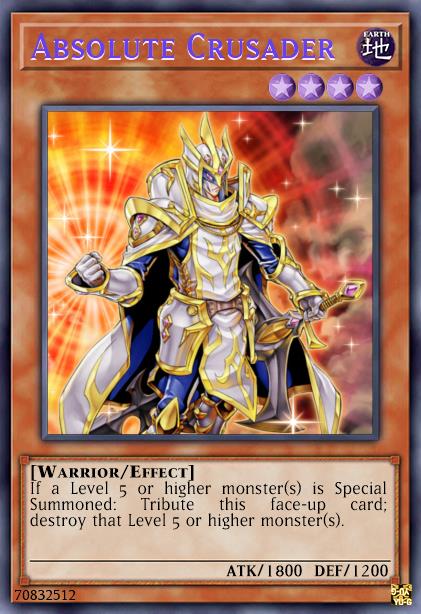 ABSOLUTE CRUSADER
EARTH
地
[WARRIOR/EFFECT]
If a Level 5 or higher monster(s) is Special
Summoned: Tribute this face-up card;
destroy that Level 5 or higher monster(s).
ATK/1800 DEF/1200
70832512